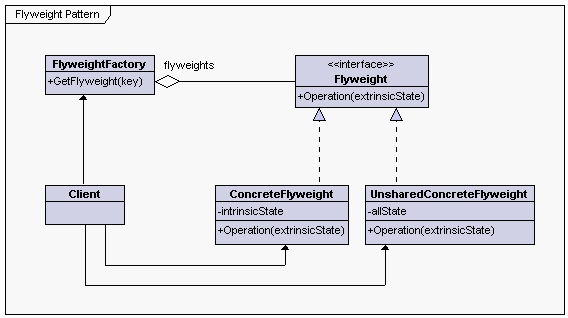 Flyweight Pattern
FlyweightFactory
+GetFlyweight(key)
flyweights
<<interface>>
Flyweight
+Operation(extrinsicState)
Client
ConcreteFlyweight
-intrinsicState
+Operation(extrinsicState)
UnsharedConcreteFlyweight
-allState
+Operation(extrinsicState)